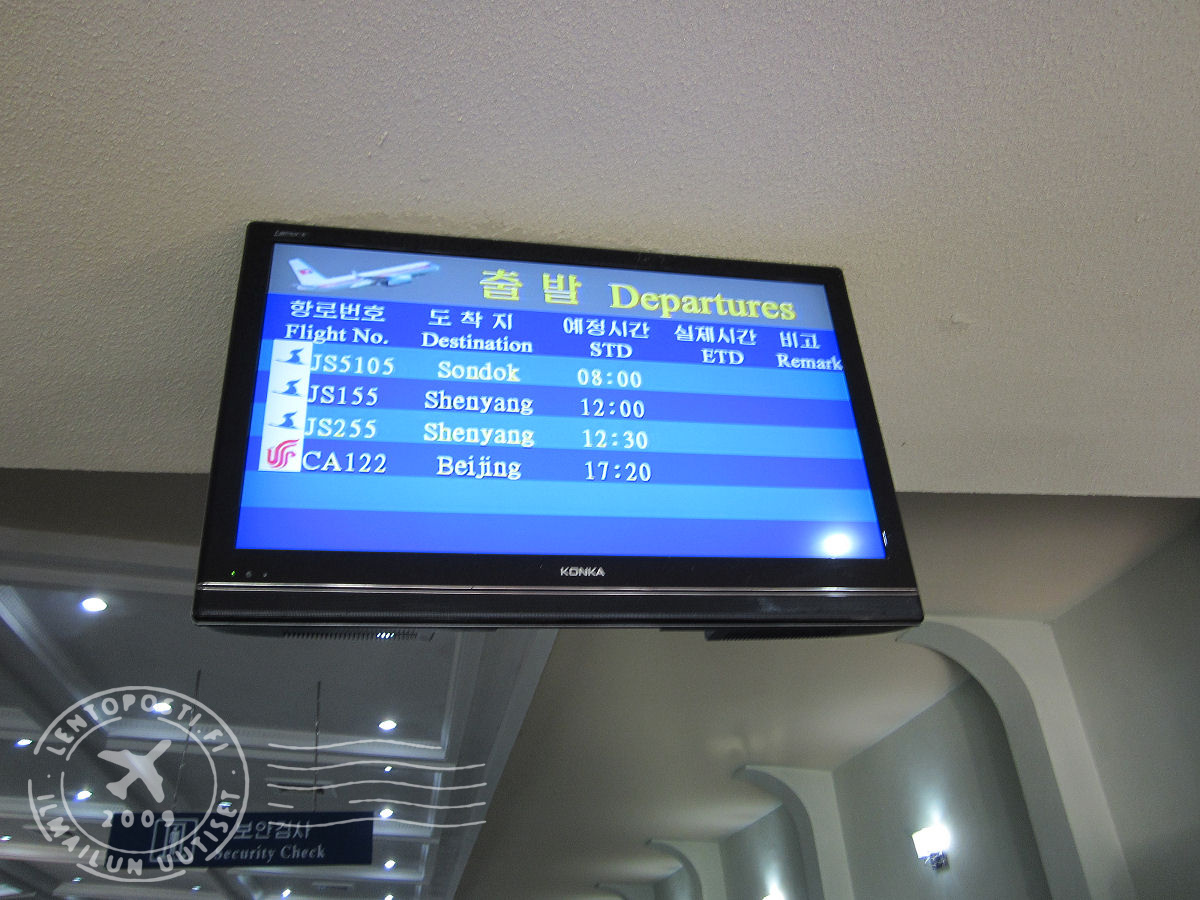 출발 Departures
항로번호 도착지 예정시간 실제시간 비고
Flight No. Destination STD ETD Remark
JS5105 Sondok 08:00
JS155 Shenyang 12:00
JS255 Shenyang 12:30
CA122 Beijing 17:20
KONKA
LENTOPOSTI.FI
2009
ILMAILUN UUTISET
보안검사
Security Check